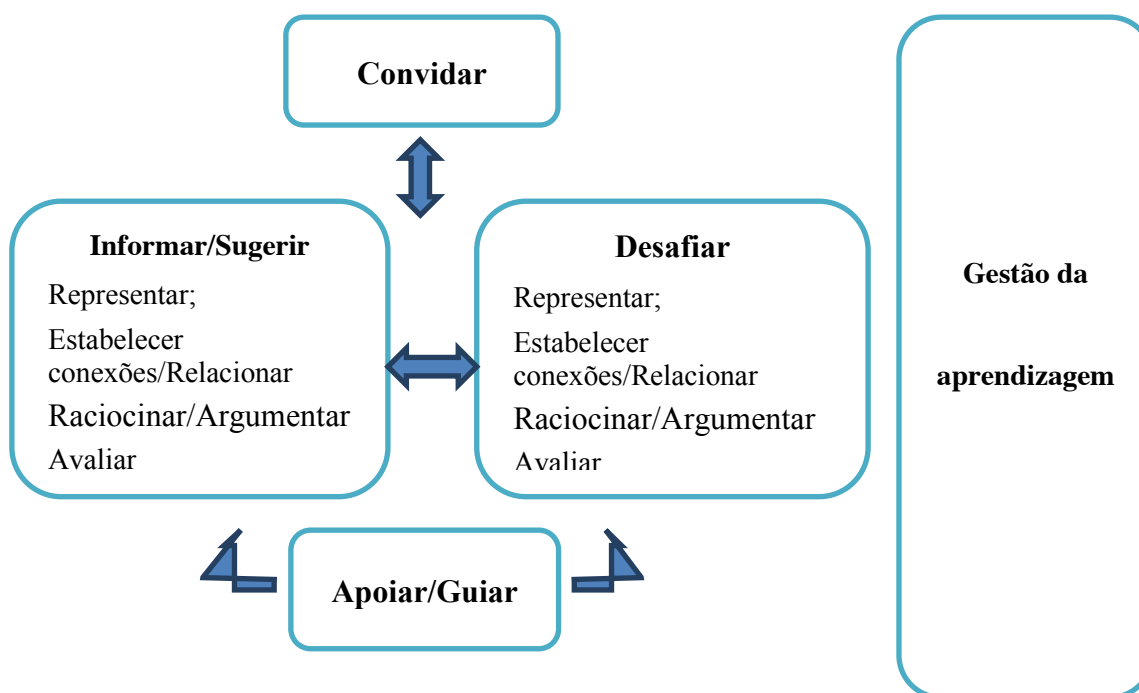 Convidar
Informar/Sugerir
Representar;
Estabelecer
conexões/Relacionar
Raciocinar/Argumentar
Avaliar
Desafiar
Representar;
Estabelecer
conexões/Relacionar
Raciocinar/Argumentar
Avaliar
Apoiar/Guiar
Gestão da
aprendizagem